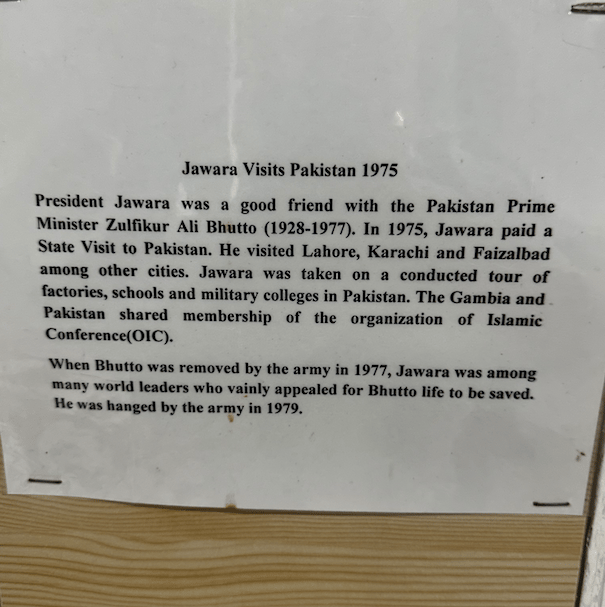 Jawara Visits Pakistan 1975
President Jawara was a good friend with the Pakistan Prime
Minister Zulfikur Ali Bhutto (1928-1977). In 1975, Jawara paid a
State Visit to Pakistan. He visited Lahore, Karachi and Faizalbad
among other cities. Jawara was taken on a conducted tour of
factories, schools and military colleges in Pakistan. The Gambia and
Pakistan shared membership of the organization of Islamic
Conference(OIC).
When Bhutto was removed by the army in 1977, Jawara was among
many world leaders who vainly appealed for Bhutto life to be saved.
He was hanged by the army in 1979.